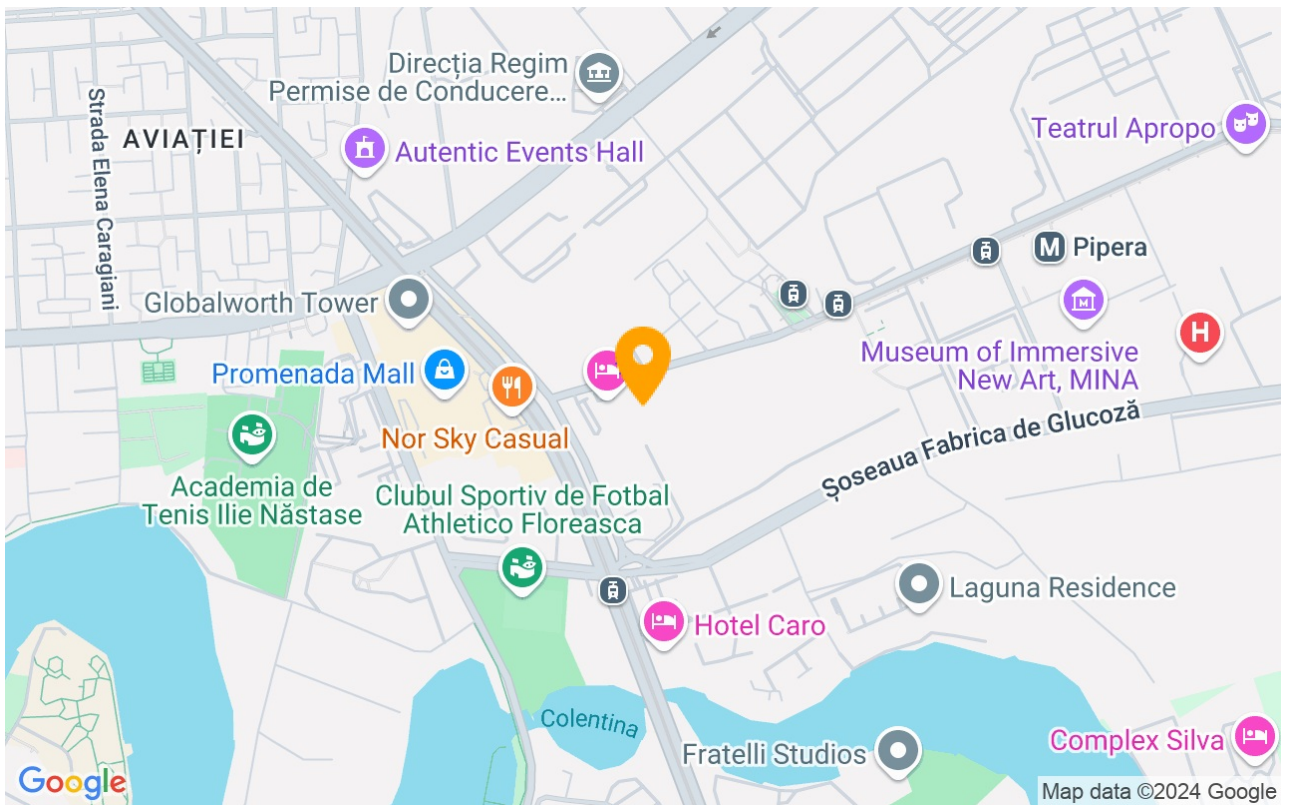 Direcția Regim
Permise de Conducere...
Strada Elena Caragiani
AVIAȚIEI
Autentic Events Hall
Teatrul Apropo
M Pipera
Globalworth Tower
Promenada Mall
Museum of Immersive
New Art, MINA
H
Nor Sky Casual
Șoseaua Fabrica de Glucoză
Academia de
Tenis Ilie Năstase
Clubul Sportiv de Fotbal
Athletico Floreasca
Laguna Residence
Hotel Caro
Colentina
Fratelli Studios
Complex Silva
Google
Map data ©2024 Google